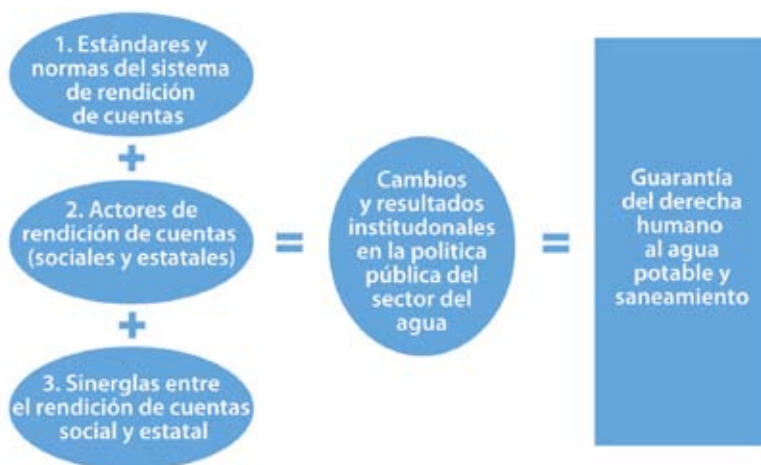 1. Estándares y
normas del sistema
de rendición
de cuentas
+
2. Actores de
rendición de cuentas
(sociales y estatales)
+
3. Sinerglas entre
el rendición de cuentas
social y estatal
=
Cambios
y resultados
institudonales
en la política
pública del
sector del
agua
=
Guarantía
del derecha
humano
al agua
potable y
saneamiento